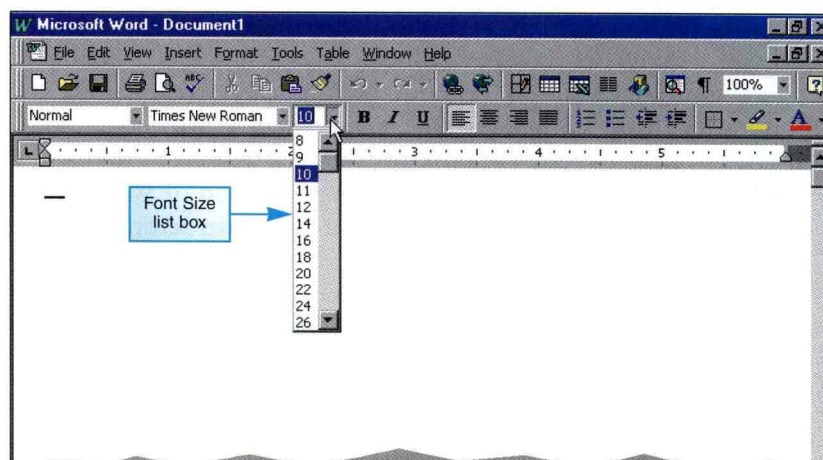 W Microsoft Word - Document1
File Edit View Insert Format Tools Table Window Help
ABC ¶ 100% ?
Normal Times New Roman 10 B I U A
L 1 2 3 4 5
8
9
10
11
12
14
16
18
20
22
24
26
Font Size
list box